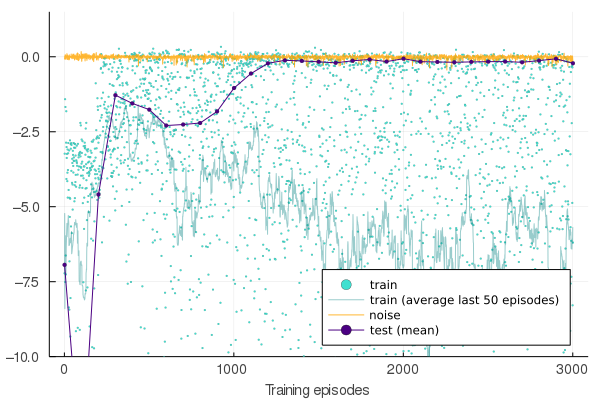 0.0
−2.5
−5.0
−7.5
−10.0
0
1000
2000
3000
Training episodes
train
train (average last 50 episodes)
noise
test (mean)